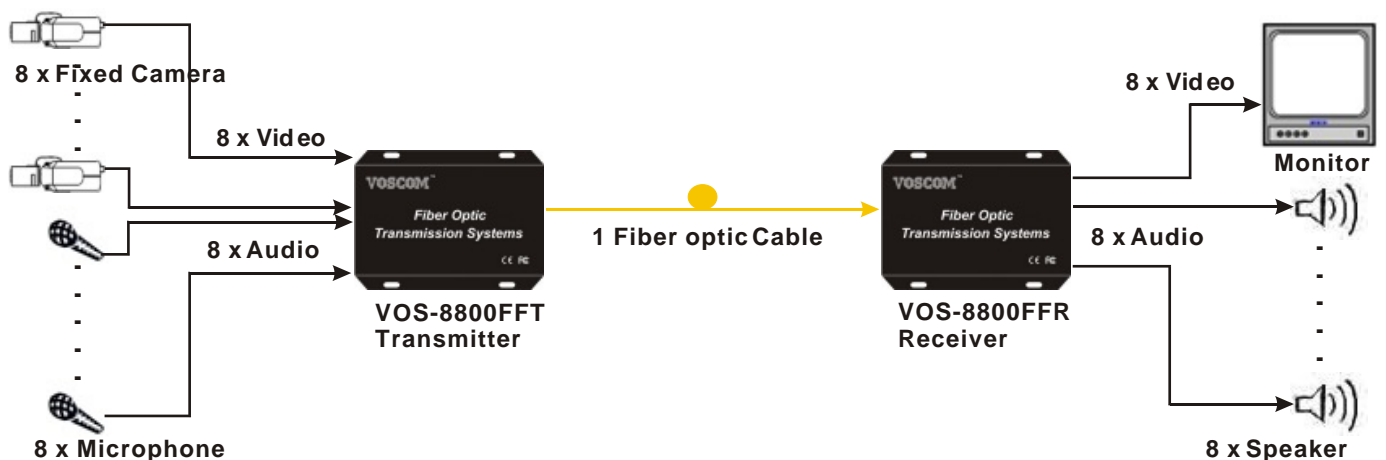 8 x Fixed Camera
8 x Video
8 x Audio
8 x Microphone
VOSCOM™
Fiber Optic
Transmission Systems
CE FC
VOS-8800FFT
Transmitter
1 Fiber optic Cable
VOSCOM™
Fiber Optic
Transmission Systems
CE FC
VOS-8800FFR
Receiver
8 x Video
Monitor
8 x Audio
8 x Speaker